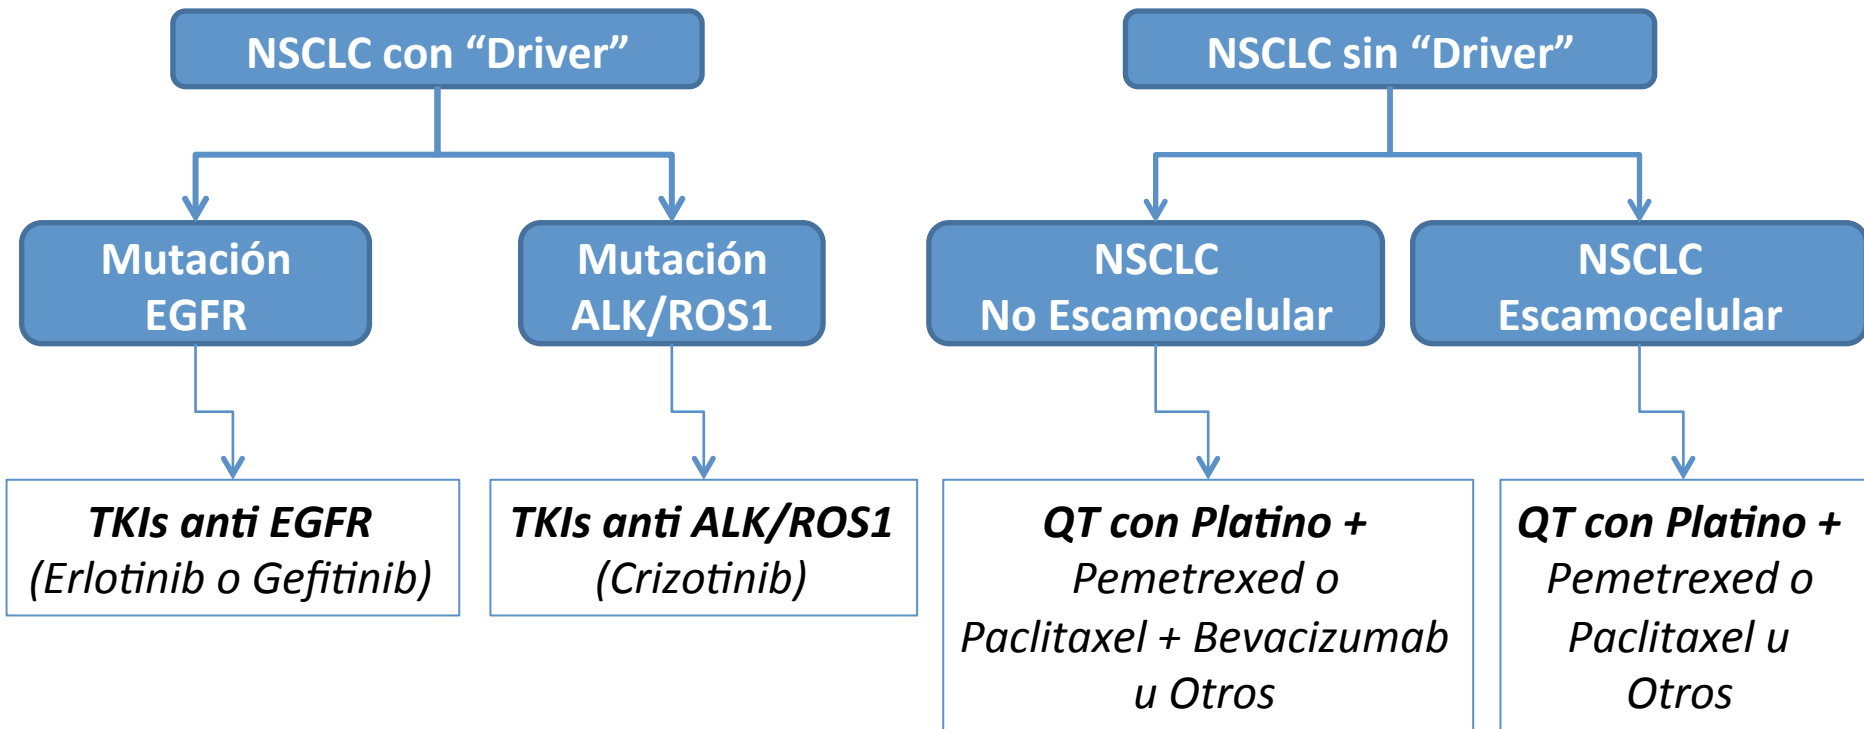 NSCLC con “Driver”
NSCLC sin “Driver”
Mutación
EGFR
Mutación
ALK/ROS1
NSCLC
No Escamocelular
NSCLC
Escamocelular
TKIs anti EGFR
(Erlotinib o Gefitinib)
TKIs anti ALK/ROS1
(Crizotinib)
QT con Platino +
Pemetrexed o
Paclitaxel + Bevacizumab
u Otros
QT con Platino +
Pemetrexed o
Paclitaxel u
Otros